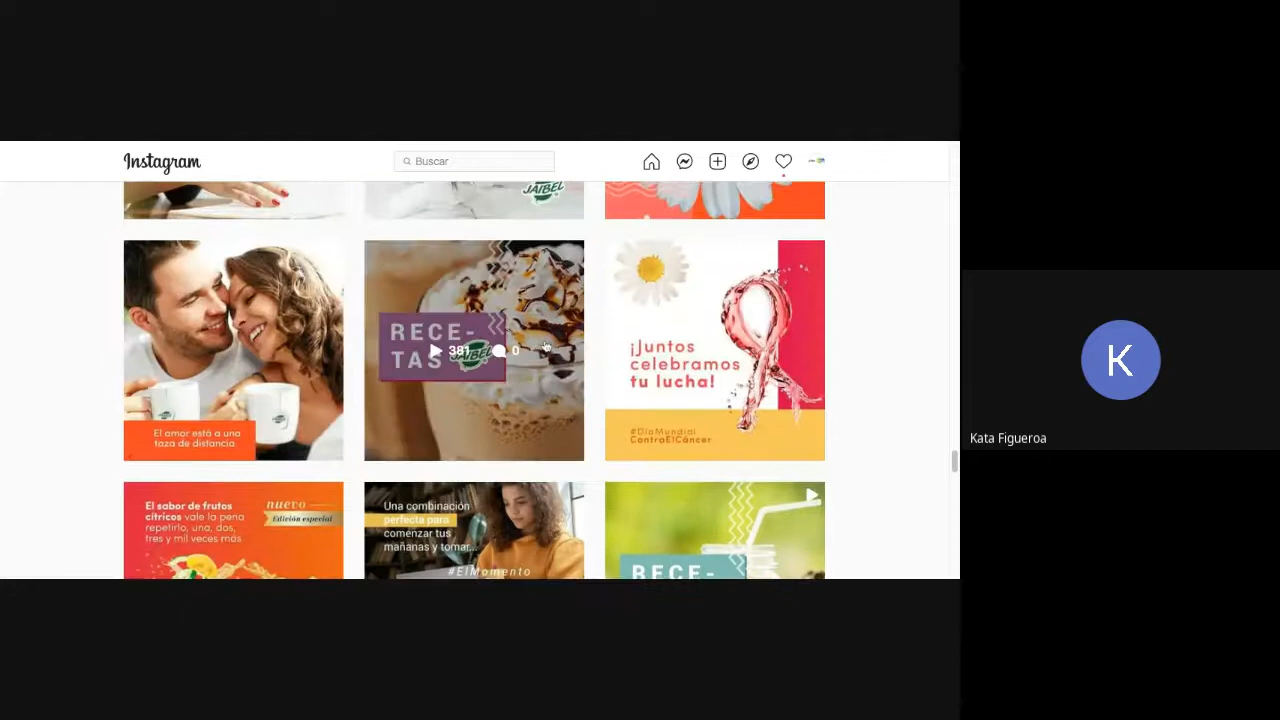 Instagram
Buscar
JAIBEL
El amor está a una
taza de distancia
RECE-
TAS
JAIBEL
381
0
¡Juntos
celebramos
tu lucha!
#DíaMundial
ContraElCáncer
El sabor de frutos
cítricos vale la pena
repetirlo, una, dos,
tres y mil veces más
nuevo
Edición especial
Una combinación
perfecta para
comenzar tus
mañanas y tomar...
#ElMomento
RECE-
K
Kata Figueroa